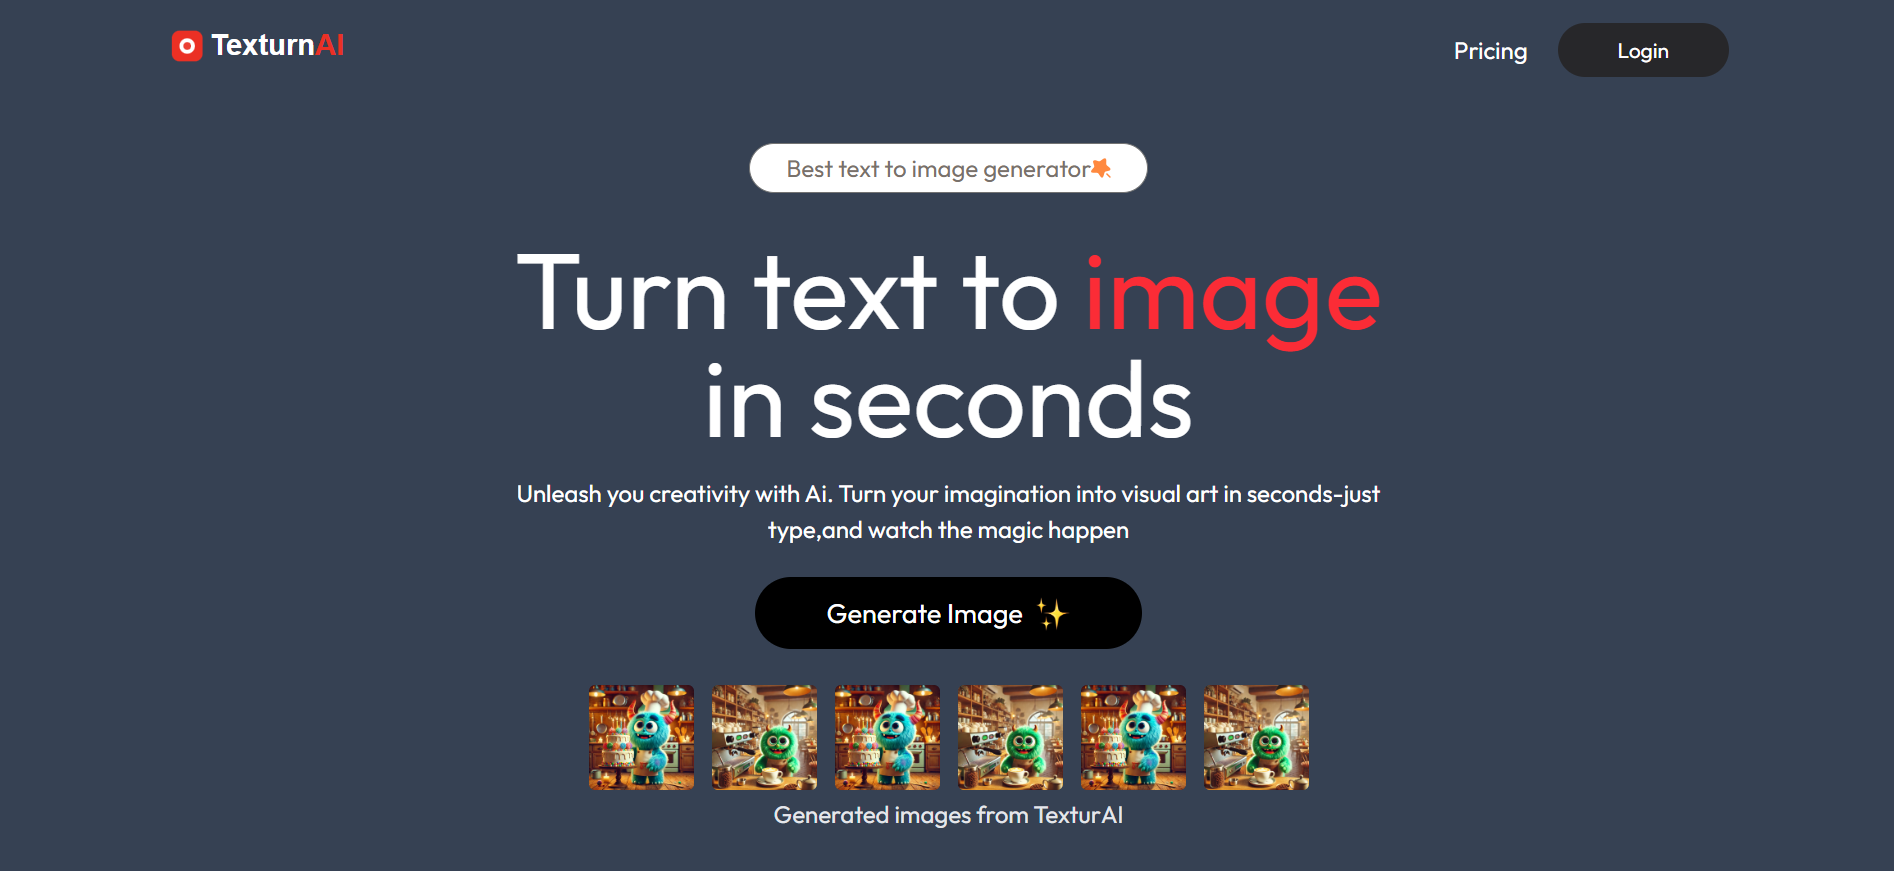 TexturnAI
Pricing
Login
Best text to image generator
Turn text to image
in seconds
Unleash you creativity with Ai. Turn your imagination into visual art in seconds-just
type,and watch the magic happen
Generate Image ✨
Generated images from TexturAI